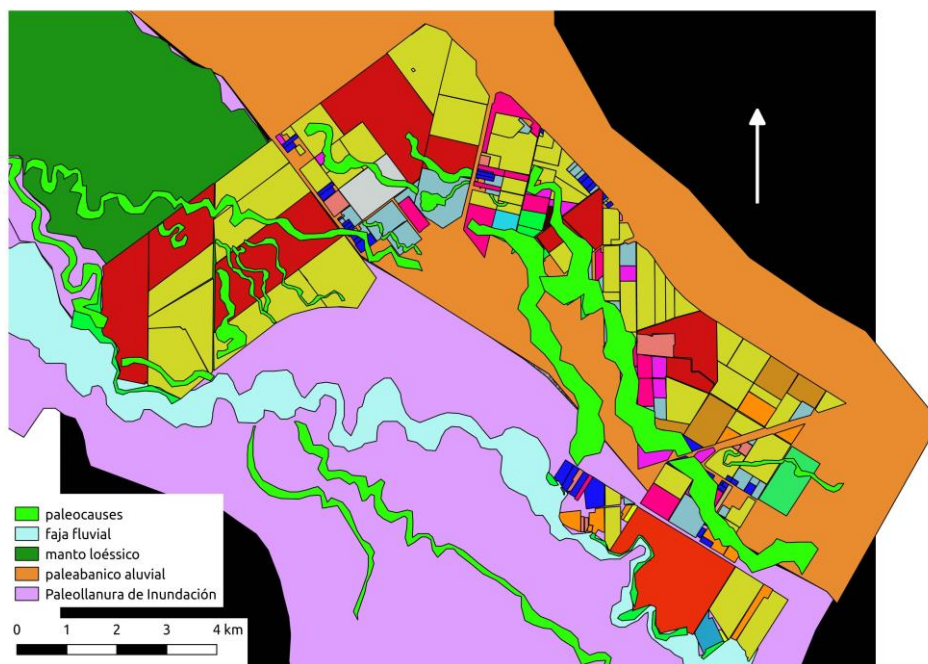 paleocauses
faja fluvial
manto loéssico
paleabanico aluvial
Paleollanura de Inundación
0 1 2 3 4 km